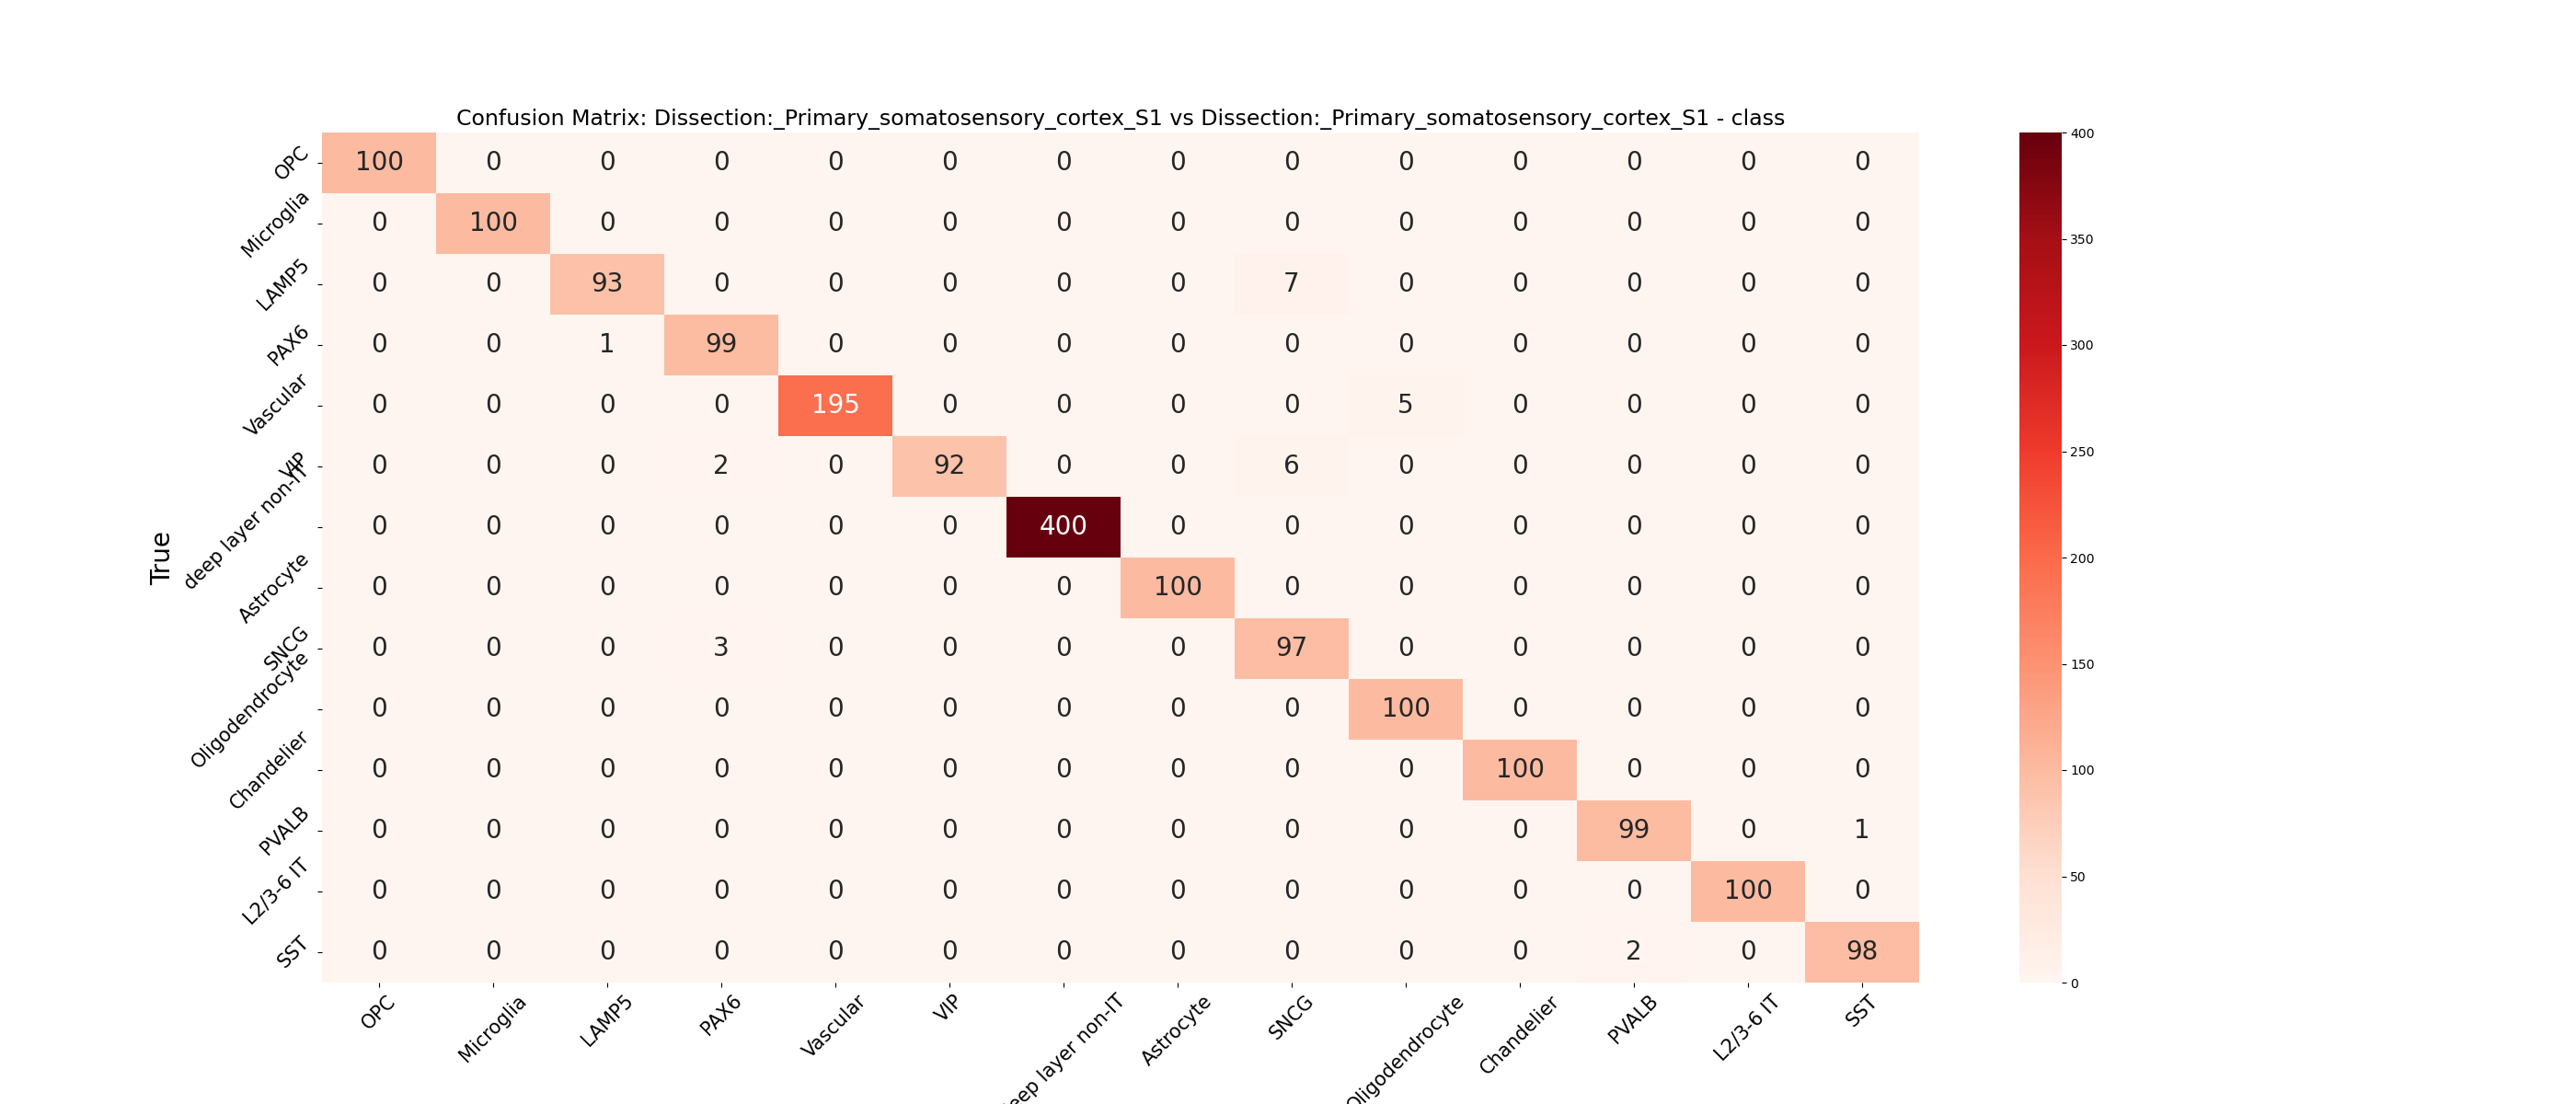 Confusion Matrix: Dissection:_Primary_somatosensory_cortex_S1 vs Dissection:_Primary_somatosensory_cortex_S1 - class
OPC 100 0 0 0 0 0 0 0 0 0 0 0 0 0
Microglia 0 100 0 0 0 0 0 0 0 0 0 0 0 0
LAMP5 0 0 93 0 0 0 0 0 7 0 0 0 0 0
PAX6 0 0 1 99 0 0 0 0 0 0 0 0 0 0
Vascular 0 0 0 0 195 0 0 0 0 5 0 0 0 0
VIP 0 0 0 2 0 92 0 0 6 0 0 0 0 0
deep layer non-IT 0 0 0 0 0 0 400 0 0 0 0 0 0 0
Astrocyte 0 0 0 0 0 0 0 100 0 0 0 0 0 0
SNCG 0 0 0 3 0 0 0 0 97 0 0 0 0 0
Oligodendrocyte 0 0 0 0 0 0 0 0 0 100 0 0 0 0
Chandelier 0 0 0 0 0 0 0 0 0 0 100 0 0 0
PVALB 0 0 0 0 0 0 0 0 0 0 0 99 0 1
L2/3-6 IT 0 0 0 0 0 0 0 0 0 0 0 0 100 0
SST 0 0 0 0 0 0 0 0 0 0 0 2 0 98
True
OPC Microglia LAMP5 PAX6 Vascular VIP eep layer non-IT Astrocyte SNCG Oligodendrocyte Chandelier PVALB L2/3-6 IT SST
400
350
300
250
200
150
100
50
0